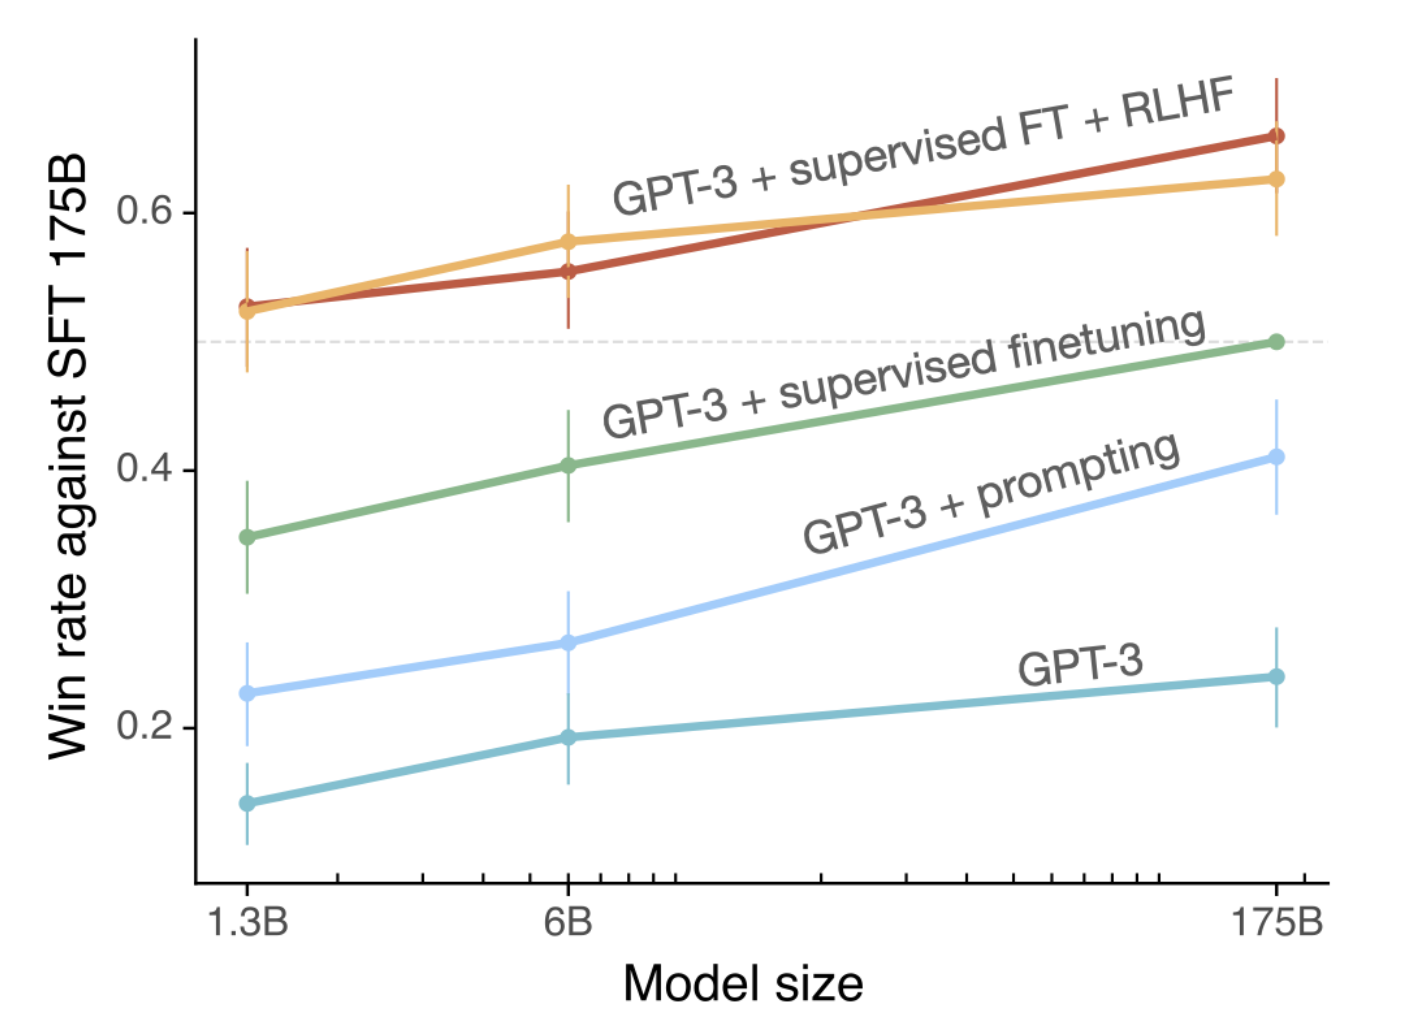 Win rate against SFT 175B
0.6
0.4
0.2
GPT-3 + supervised FT + RLHF
GPT-3 + supervised finetuning
GPT-3 + prompting
GPT-3
1.3B
6B
175B
Model size